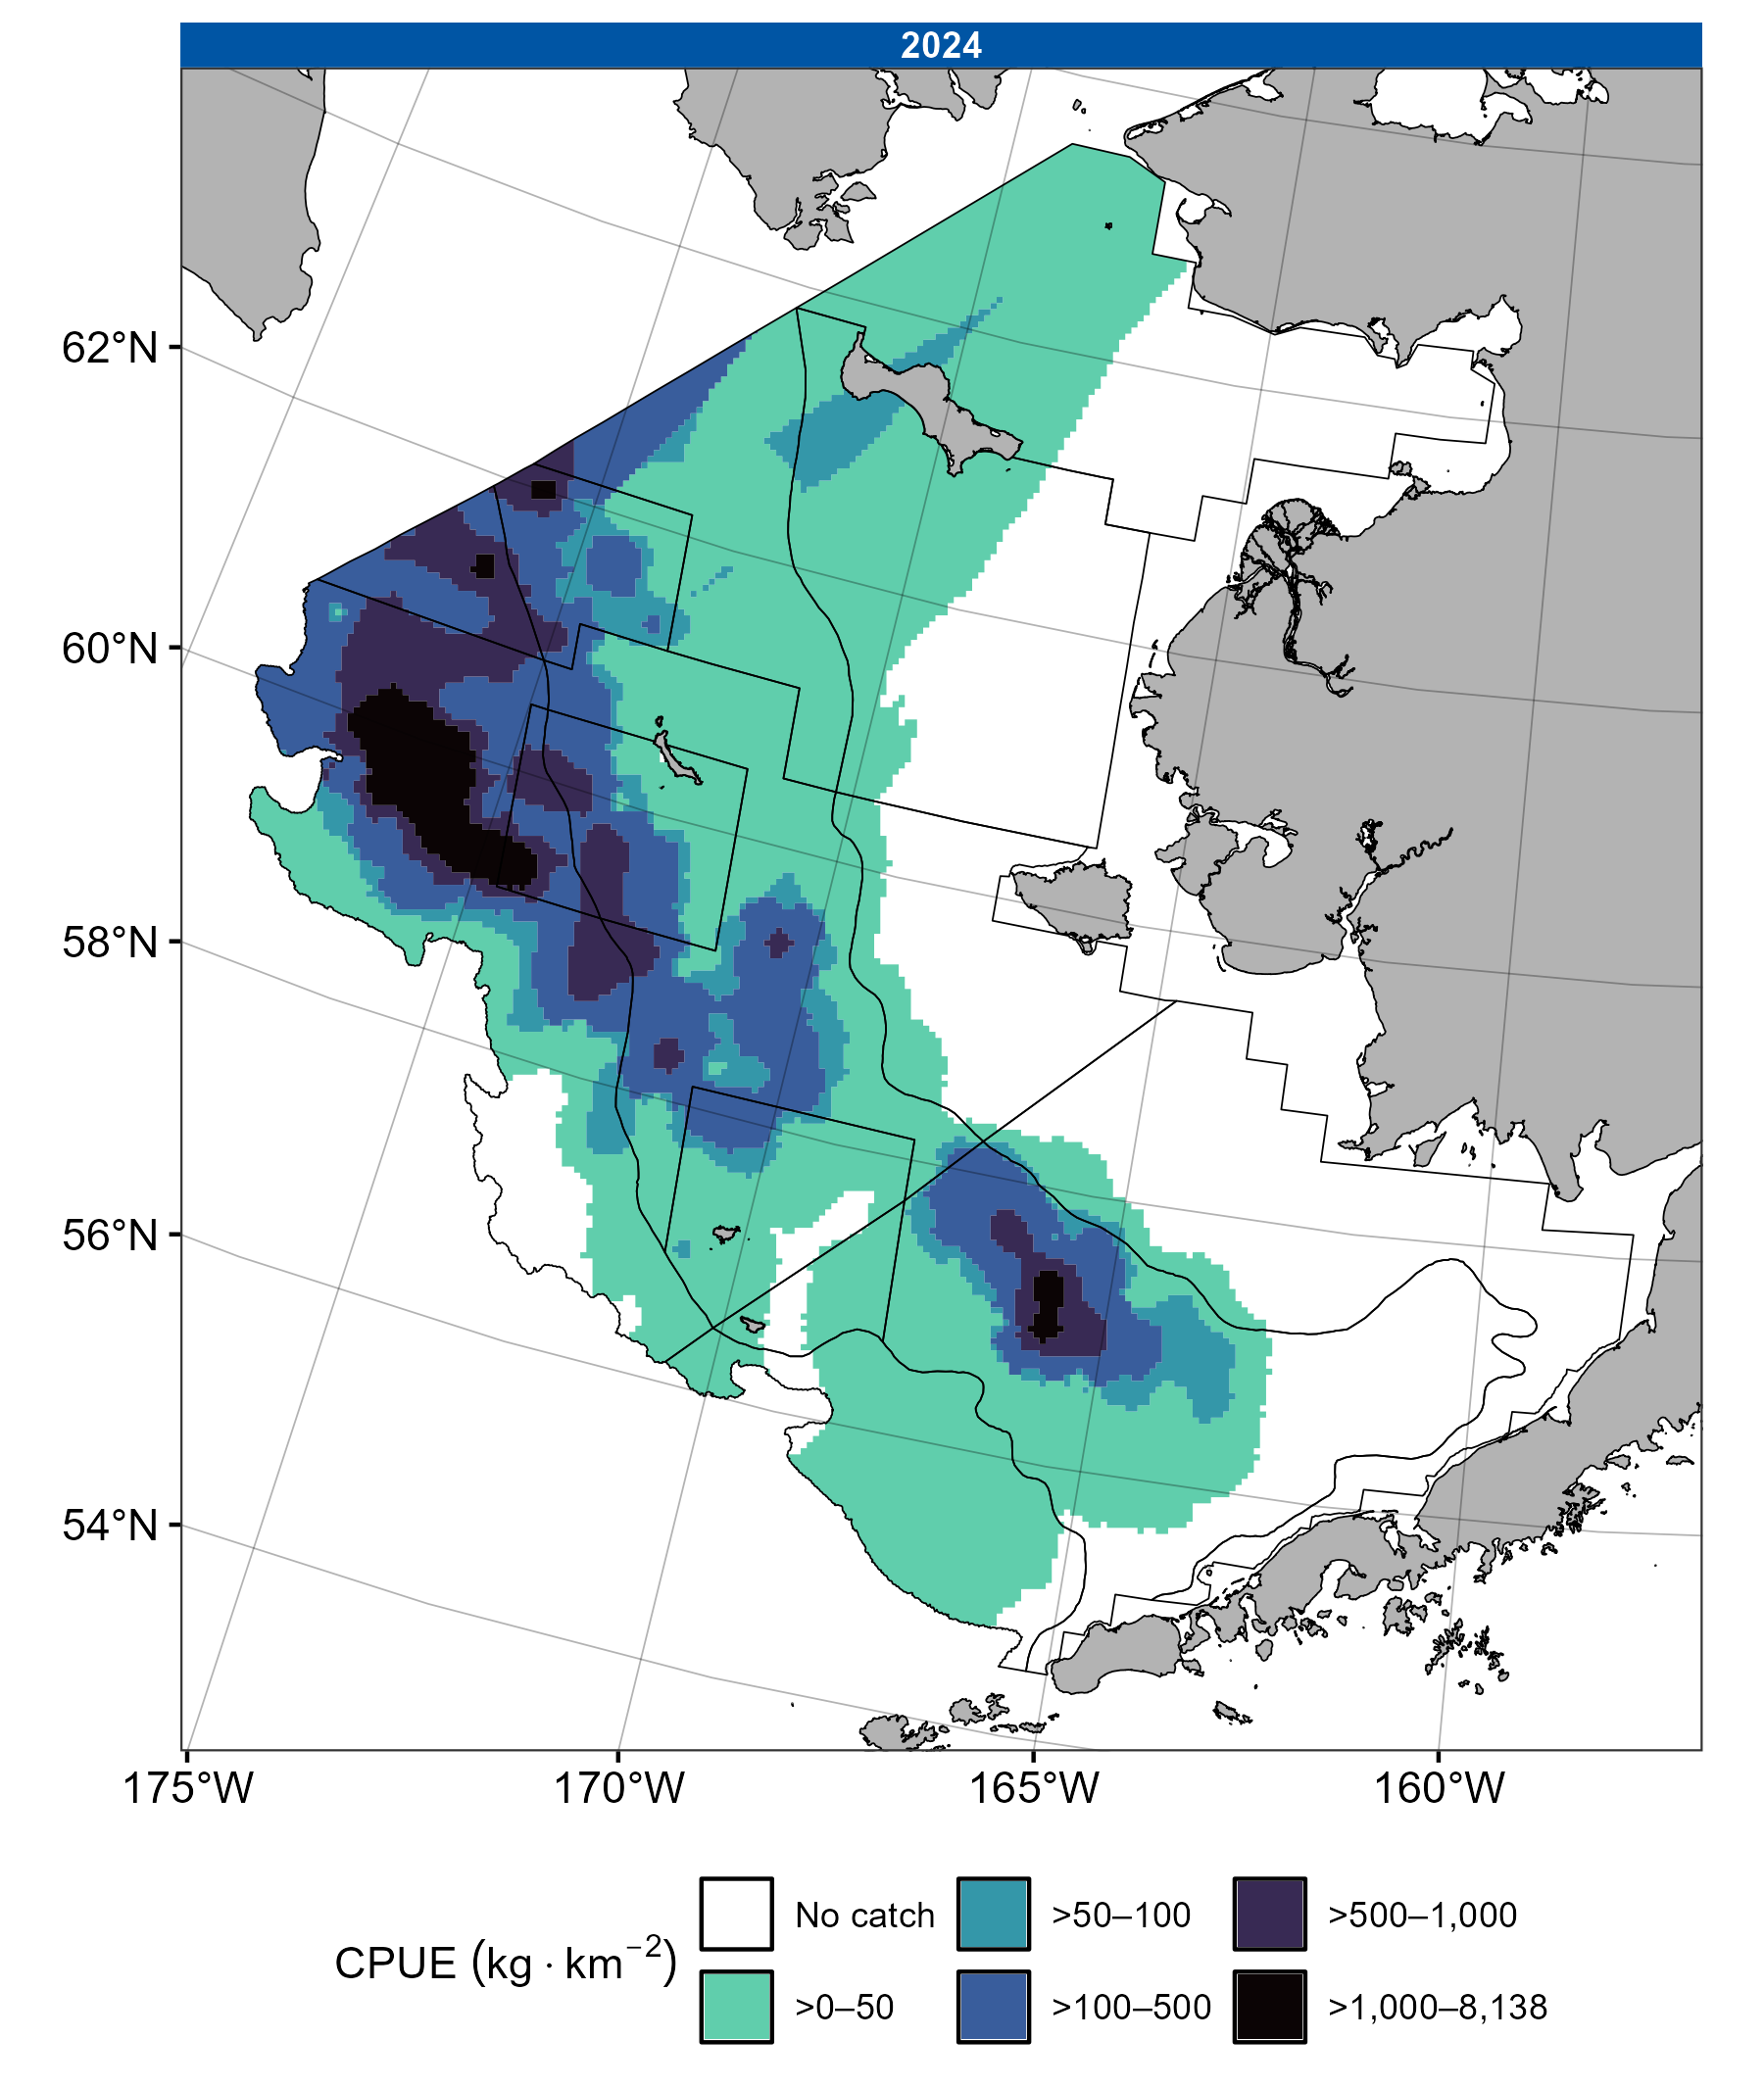 2024
62°N
60°N
58°N
56°N
54°N
175°W 170°W 165°W 160°W
CPUE (kg · km⁻²)
No catch >50–100 >500–1,000
>0–50 >100–500 >1,000–8,138